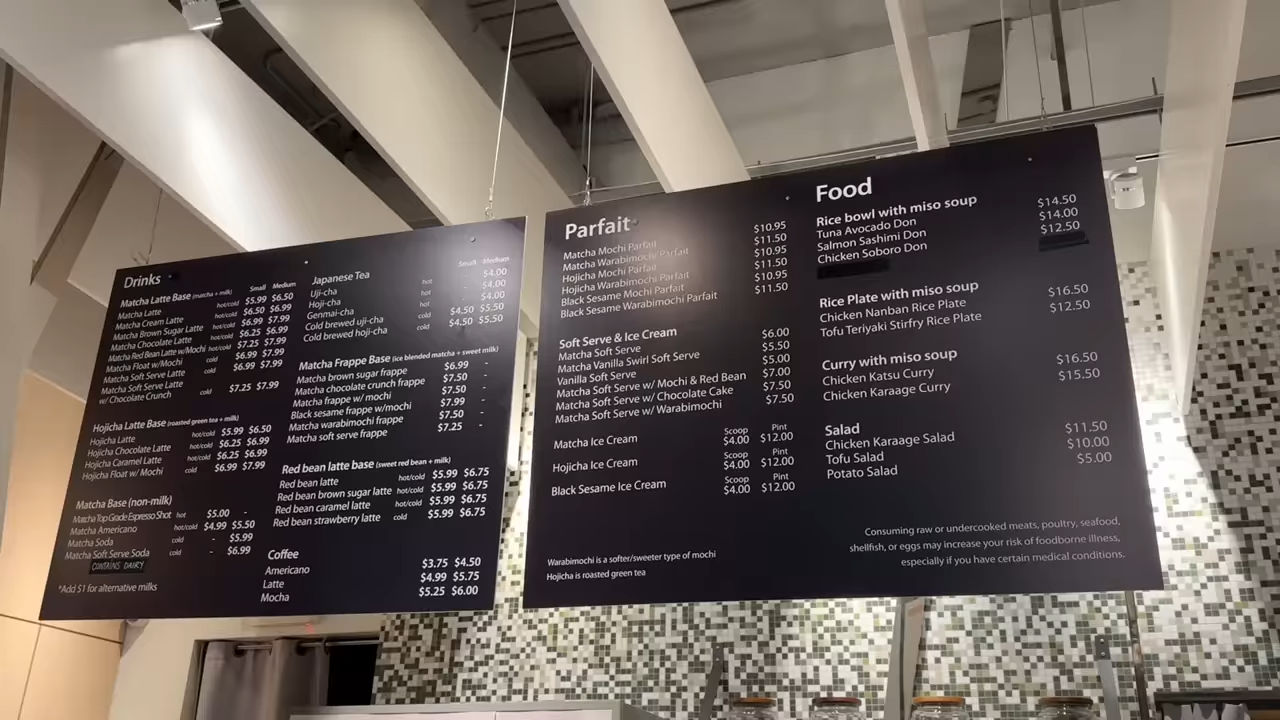 Drinks
Small Medium
Matcha Latte Base (matcha + milk)
Matcha Latte hot/cold $5.99 $6.50
Matcha Cream Latte hot/cold $6.50 $6.99
Matcha Brown Sugar Latte hot/cold $6.99 $7.99
Matcha Chocolate Latte hot/cold $6.25 $6.99
Matcha Red Bean Latte w/Mochi hot/cold $7.25 $7.99
Matcha Float w/Mochi cold $6.99 $7.99
Matcha Soft Serve Latte cold $6.99 $7.99
Matcha Soft Serve Latte
w/ Chocolate Crunch cold $7.25 $7.99
Hojicha Latte Base (roasted green tea + milk)
Hojicha Latte hot/cold $5.99 $6.50
Hojicha Chocolate Latte hot/cold $6.25 $6.99
Hojicha Caramel Latte hot/cold $6.25 $6.99
Hojicha Float w/ Mochi cold $6.99 $7.99
Matcha Base (non-milk)
Matcha Top Grade Espresso Shot hot $5.00 -
Matcha Americano hot/cold $4.99 $5.50
Matcha Soda cold - $5.99
Matcha Soft Serve Soda cold - $6.99
CONTAINS DAIRY
*Add $1 for alternative milks
Small Medium
Japanese Tea
Uji-cha hot - $4.00
Hoji-cha hot - $4.00
Genmai-cha hot - $4.00
Cold brewed uji-cha cold $4.50 $5.50
Cold brewed hoji-cha cold $4.50 $5.50
Matcha Frappe Base (ice blended matcha + sweet milk)
Matcha brown sugar frappe $6.99 -
Matcha chocolate crunch frappe $7.50 -
Matcha frappe w/ mochi $7.50 -
Black sesame frappe w/mochi $7.99 -
Matcha warabimochi frappe $7.50 -
Matcha soft serve frappe $7.25 -
Red bean latte base (sweet red bean + milk)
Red bean latte hot/cold $5.99 $6.75
Red bean brown sugar latte hot/cold $5.99 $6.75
Red bean caramel latte hot/cold $5.99 $6.75
Red bean strawberry latte cold $5.99 $6.75
Coffee
Americano $3.75 $4.50
Latte $4.99 $5.75
Mocha $5.25 $6.00
Parfait
Matcha Mochi Parfait $10.95
Matcha Warabimochi Parfait $11.50
Hojicha Mochi Parfait $10.95
Hojicha Warabimochi Parfait $11.50
Black Sesame Mochi Parfait $10.95
Black Sesame Warabimochi Parfait $11.50
Soft Serve & Ice Cream
Matcha Soft Serve $6.00
Matcha Vanilla Swirl Soft Serve $5.50
Vanilla Soft Serve $5.00
Matcha Soft Serve w/ Mochi & Red Bean $7.00
Matcha Soft Serve w/ Chocolate Cake $7.50
Matcha Soft Serve w/ Warabimochi $7.50
Scoop Pint
Matcha Ice Cream $4.00 $12.00
Scoop Pint
Hojicha Ice Cream $4.00 $12.00
Scoop Pint
Black Sesame Ice Cream $4.00 $12.00
Warabimochi is a softer/sweeter type of mochi
Hojicha is roasted green tea
Food
Rice bowl with miso soup
Tuna Avocado Don $14.50
Salmon Sashimi Don $14.00
Chicken Soboro Don $12.50
Rice Plate with miso soup
Chicken Nanban Rice Plate $16.50
Tofu Teriyaki Stirfry Rice Plate $12.50
Curry with miso soup
Chicken Katsu Curry $16.50
Chicken Karaage Curry $15.50
Salad
Chicken Karaage Salad $11.50
Tofu Salad $10.00
Potato Salad $5.00
Consuming raw or undercooked meats, poultry, seafood,
shellfish, or eggs may increase your risk of foodborne illness,
especially if you have certain medical conditions.